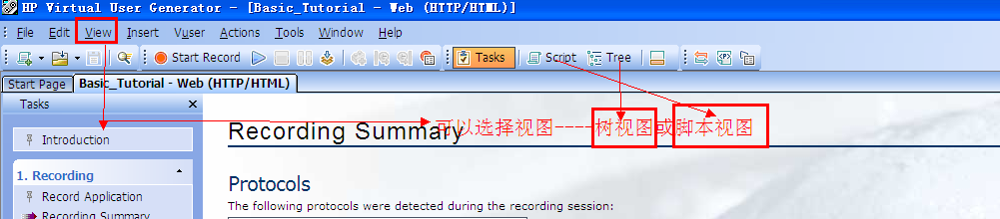 HP Virtual User Generator - [Basic_Tutorial - Web (HTTP/HTML)]
File Edit View Insert Vuser Actions Tools Window Help
Start Record Tasks Script Tree
Start Page Basic_Tutorial - Web (HTTP/HTML)
Tasks
Recording Summary 可以选择视图----树视图或脚本视图
Introduction
1. Recording
Record Application
Recording Summary
Protocols
The following protocols were detected during the recording session: